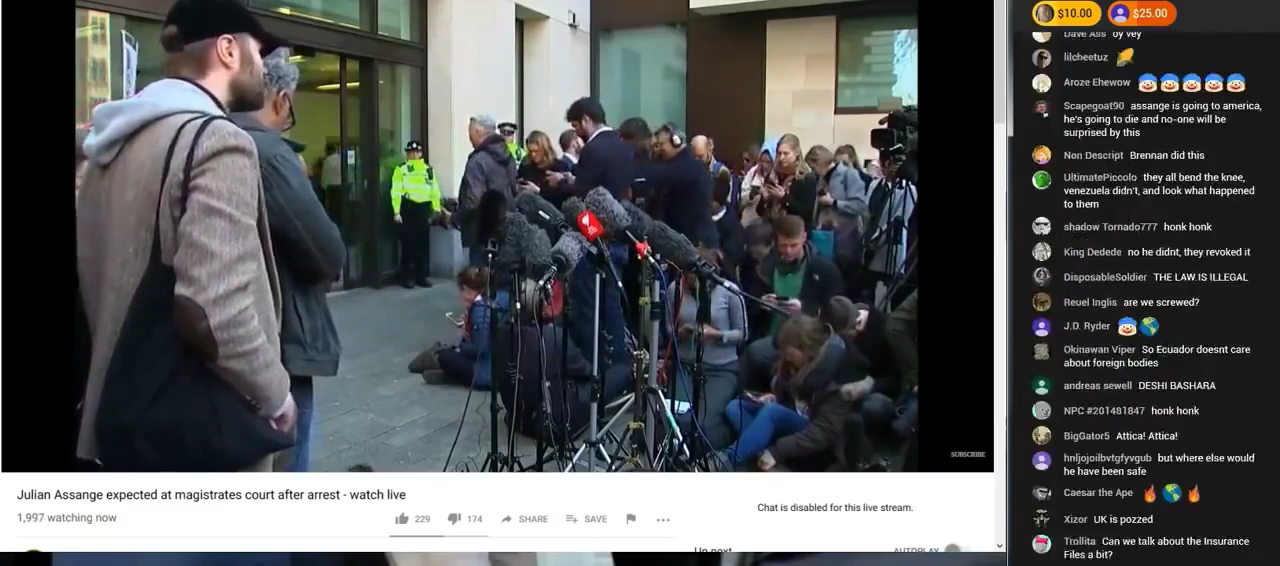 $10.00 $25.00
Dave Ass oy vey
lilcheetuz
Aroze Ehewow
Scapegoat90 assange is going to america,
he's going to die and no-one will be
surprised by this
Non Descript Brennan did this
UltimatePiccolo they all bend the knee,
venezuela didn't, and look what happened
to them
shadow Tornado777 honk honk
King Dedede no he didnt, they revoked it
DisposableSoldier THE LAW IS ILLEGAL
Reuel Inglis are we screwed?
J.D. Ryder
Okinawan Viper So Ecuador doesnt care
about foreign bodies
andreas sewell DESHI BASHARA
NPC #201481847 honk honk
BigGator5 Attica! Attica!
hnljojoilbvtgfyvgub but where else would
he have been safe
Caesar the Ape
Xizor UK is pozzed
Trollita Can we talk about the Insurance
Files a bit?
SUBSCRIBE
Julian Assange expected at magistrates court after arrest - watch live
1,997 watching now
229 174 SHARE SAVE
Chat is disabled for this live stream.
Up next AUTOPLAY